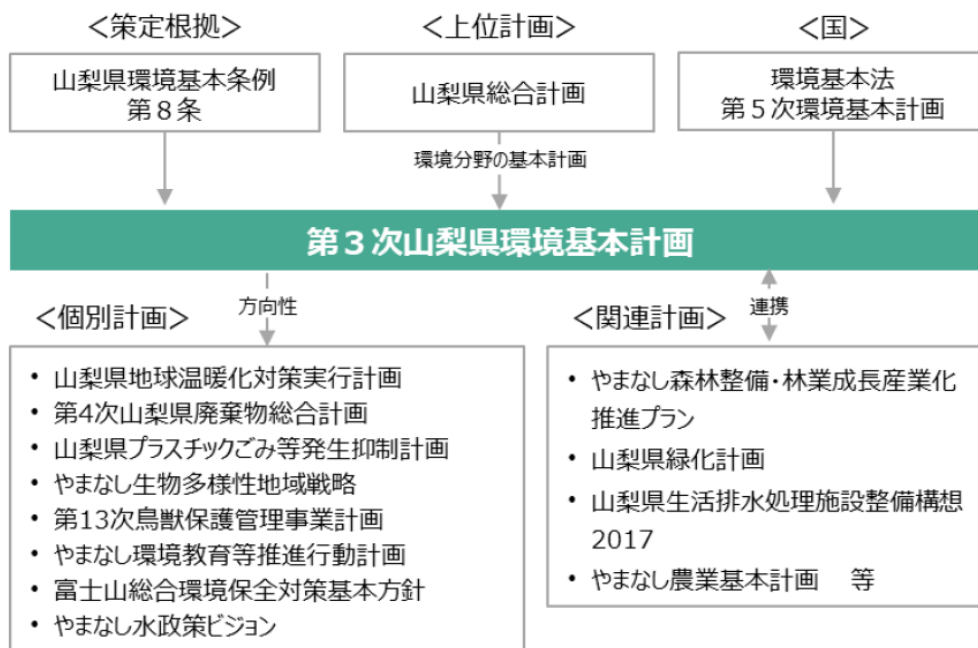 ＜策定根拠＞
山梨県環境基本条例
第８条
＜上位計画＞
山梨県総合計画
＜国＞
環境基本法
第５次環境基本計画
環境分野の基本計画
第３次山梨県環境基本計画
方向性
＜個別計画＞
• 山梨県地球温暖化対策実行計画
• 第4次山梨県廃棄物総合計画
• 山梨県プラスチックごみ等発生抑制計画
• やまなし生物多様性地域戦略
• 第13次鳥獣保護管理事業計画
• やまなし環境教育等推進行動計画
• 富士山総合環境保全対策基本方針
• やまなし水政策ビジョン
連携
＜関連計画＞
• やまなし森林整備・林業成長産業化
推進プラン
• 山梨県緑化計画
• 山梨県生活排水処理施設整備構想
2017
• やまなし農業基本計画　等